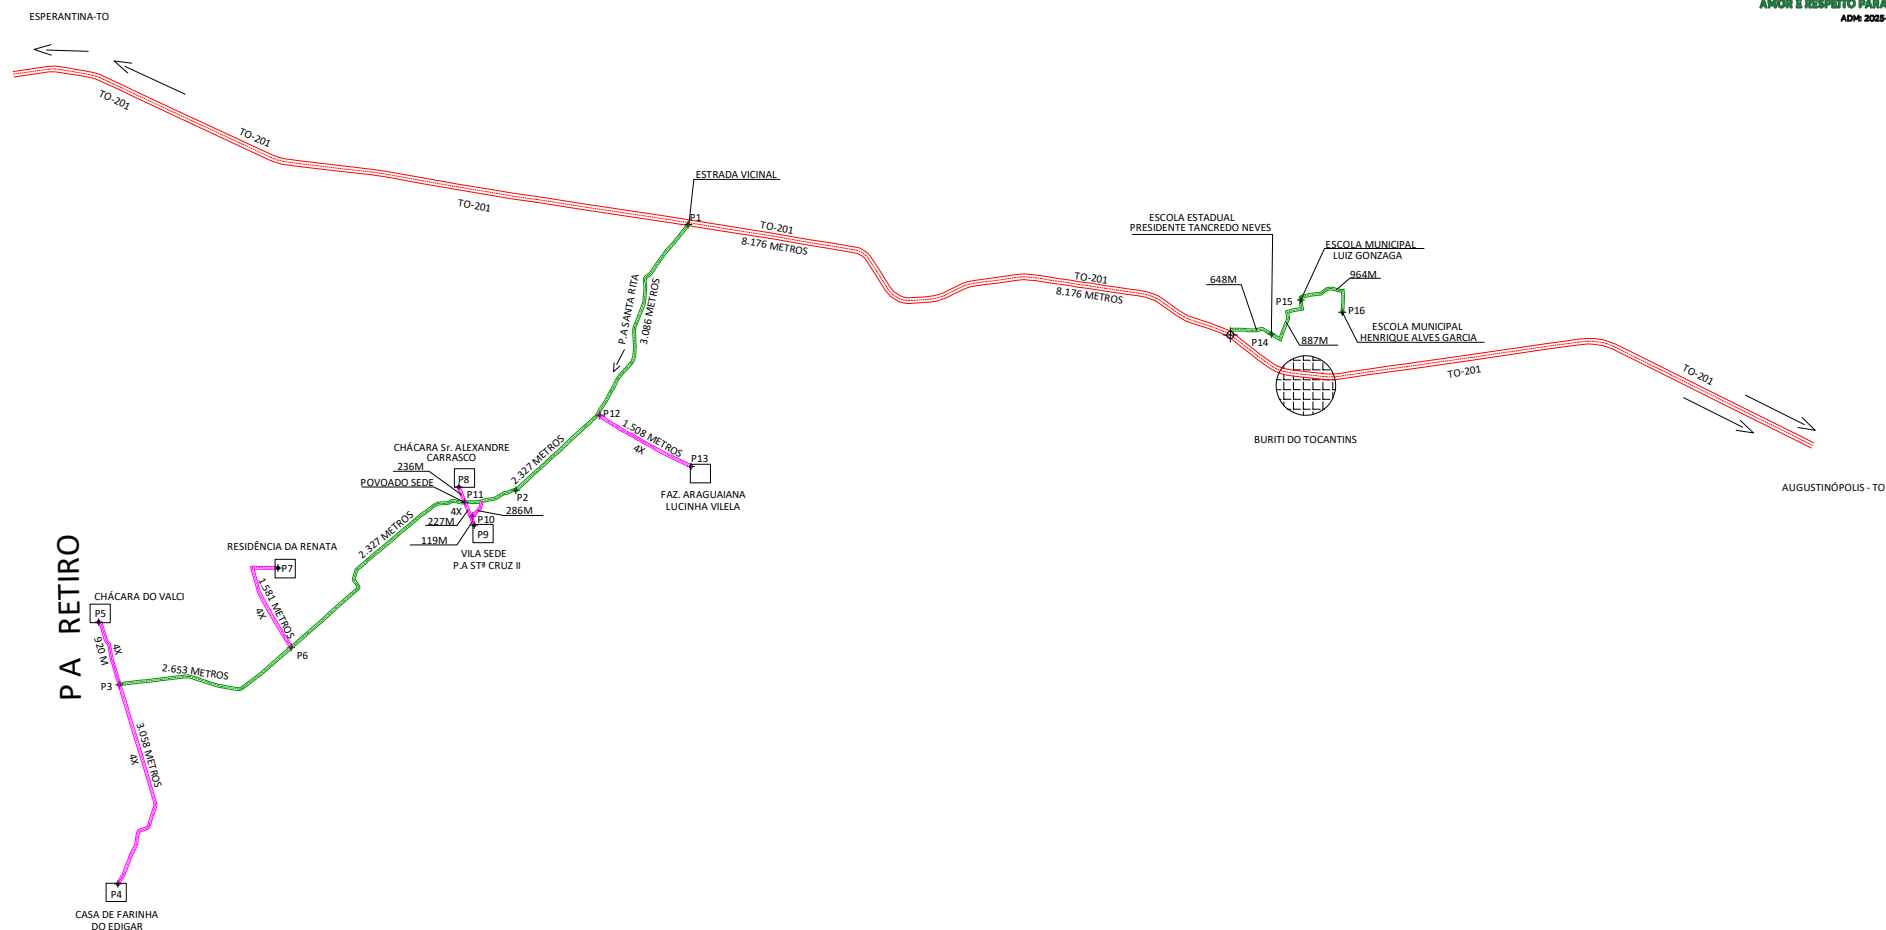 AMOR E RESPEITO PARA
ADM: 2025-
ESPERANTINA-TO
TO-201
TO-201
TO-201
ESTRADA VICINAL
P1
TO-201
8.176 METROS
TO-201
8.176 METROS
ESCOLA ESTADUAL
PRESIDENTE TANCREDO NEVES
ESCOLA MUNICIPAL
LUIZ GONZAGA
648M
964M
P15
P16
P14
887M
ESCOLA MUNICIPAL
HENRIQUE ALVES GARCIA
TO-201
TO-201
BURITI DO TOCANTINS
AUGUSTINÓPOLIS - TO
P.A SANTA RITA
3.086 METROS
P12
1.508 METROS
4X
P13
FAZ. ARAGUAIANA
LUCINHA VILELA
2.327 METROS
P2
CHÁCARA Sr. ALEXANDRE
CARRASCO
236M
P8
POVOADO SEDE
P11
4X
227M
286M
P10
119M
P9
VILA SEDE
P.A STª CRUZ II
2.327 METROS
RESIDÊNCIA DA RENATA
P7
1.581 METROS
4X
P6
PA RETIRO
CHÁCARA DO VALCI
P5
4X
920 M
P3
2.653 METROS
3.058 METROS
4X
P4
CASA DE FARINHA
DO EDIGAR